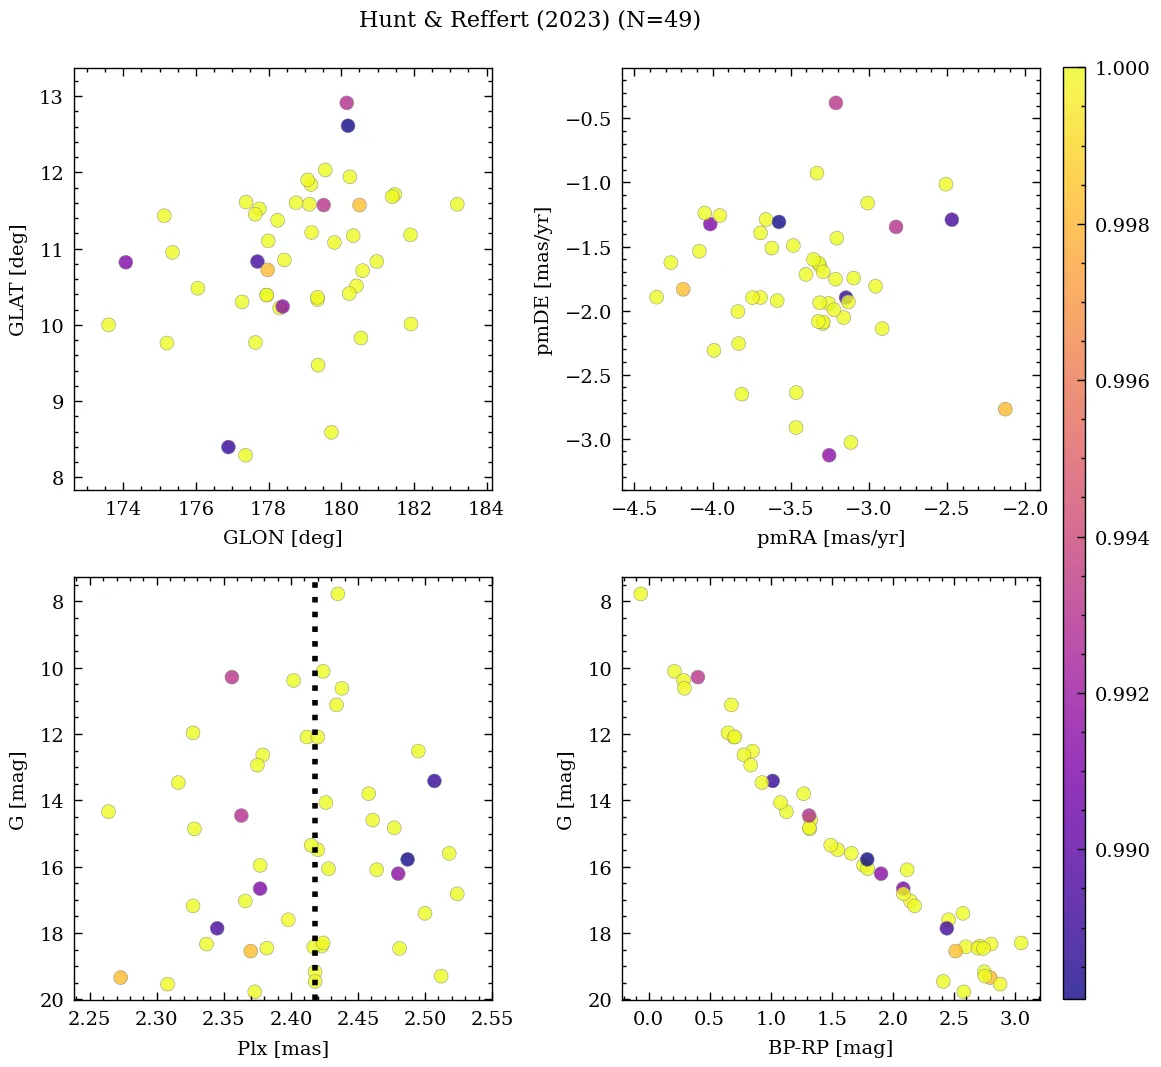 Hunt & Reffert (2023) (N=49)
13
12
11
10
9
8
GLAT [deg]
174 176 178 180 182 184
GLON [deg]
−0.5
−1.0
−1.5
−2.0
−2.5
−3.0
pmDE [mas/yr]
−4.5 −4.0 −3.5 −3.0 −2.5 −2.0
pmRA [mas/yr]
1.000
0.998
0.996
0.994
0.992
0.990
8
10
12
14
16
18
20
G [mag]
2.25 2.30 2.35 2.40 2.45 2.50 2.55
Plx [mas]
8
10
12
14
16
18
20
G [mag]
0.0 0.5 1.0 1.5 2.0 2.5 3.0
BP-RP [mag]